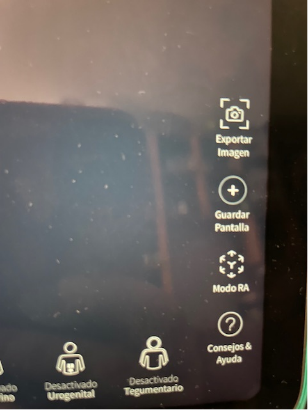 Exportar
Imagen
Guardar
Pantalla
Modo RA
Consejos &
Ayuda
Desactivado
Urogenital
Desactivado
Tegumentario